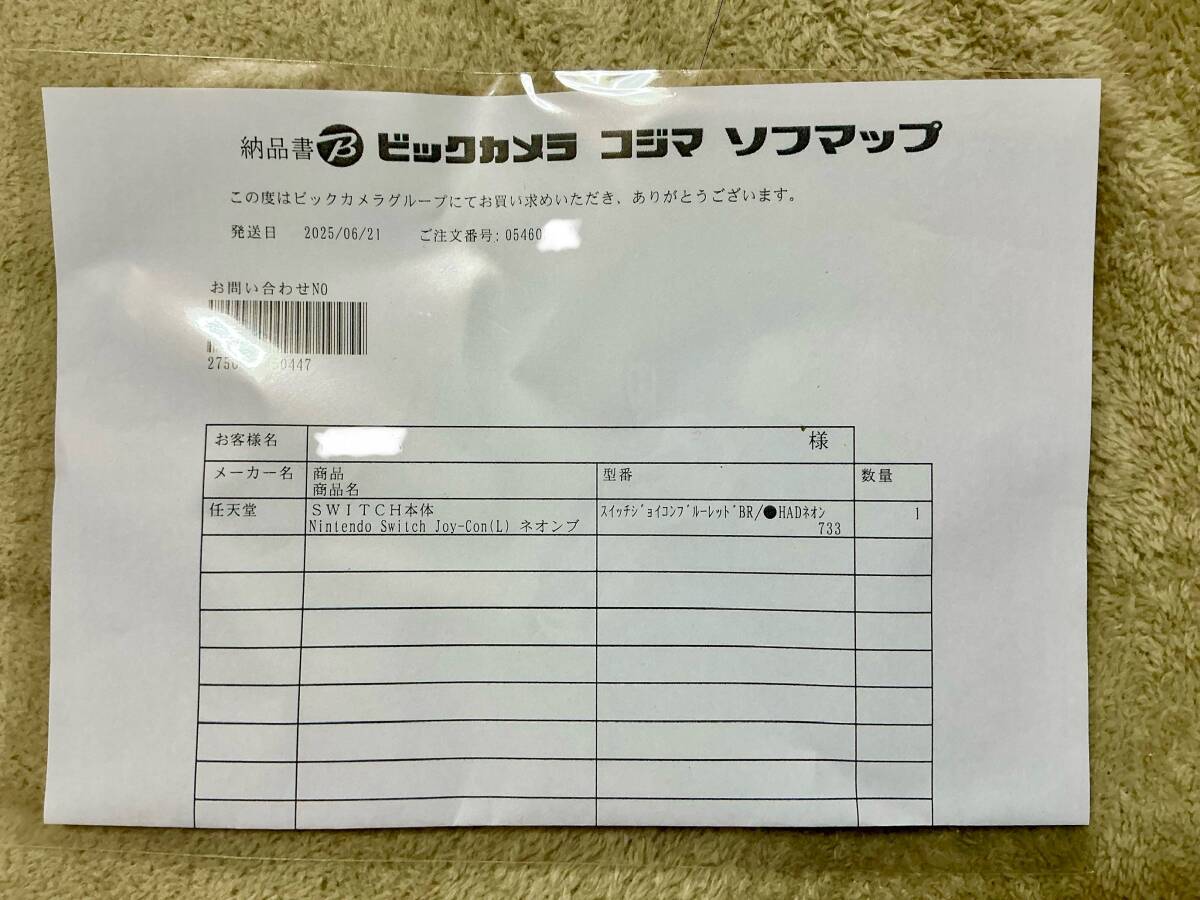 納品書 B ビックカメラ コジマ ソフマップ
この度はビックカメラグループにてお買い求めいただき、ありがとうございます。
発送日 2025/06/21 ご注文番号:05460
お問い合わせNO
275 0447
お客様名 様
メーカー名 商品 型番 数量
商品名
任天堂 SWITCH本体 スイッチジョイコンブルーレッドBR/●HADネオン 1
Nintendo Switch Joy-Con(L) ネオンブ 733